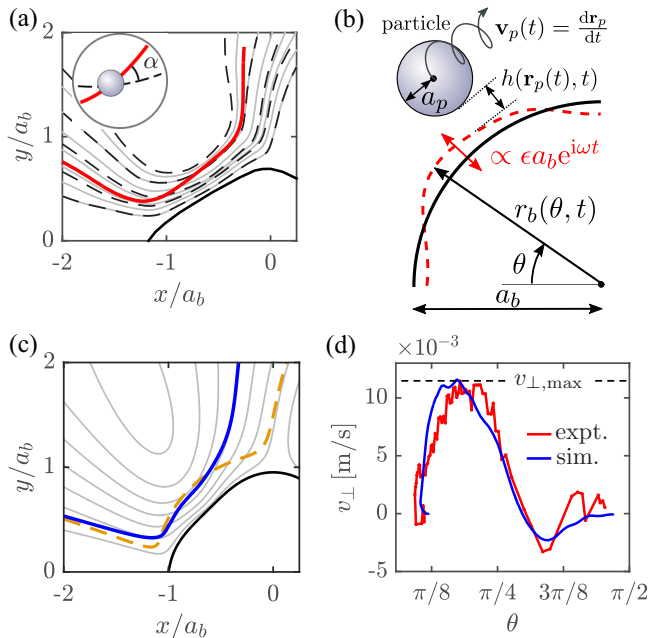 (a)
2
1
0
y/a_b
-2
-1
0
x/a_b
α
(b)
particle
v_p(t) = dr_p/dt
a_p
h(r_p(t), t)
∝ ϵa_b e^{iωt}
r_b(θ, t)
θ
a_b
(c)
2
1
0
y/a_b
-2
-1
0
x/a_b
(d)
×10^{-3}
10
5
0
-5
v_⊥ [m/s]
v_{⊥,max}
expt.
sim.
π/8
π/4
3π/8
π/2
θ